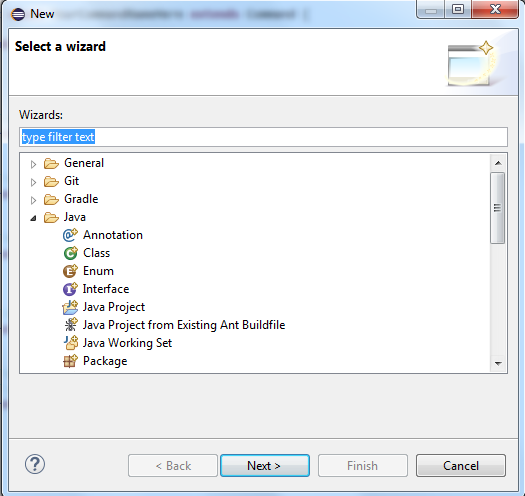 New
Select a wizard
Wizards:
type filter text
General
Git
Gradle
Java
Annotation
Class
Enum
Interface
Java Project
Java Project from Existing Ant Buildfile
Java Working Set
Package
< Back
Next >
Finish
Cancel